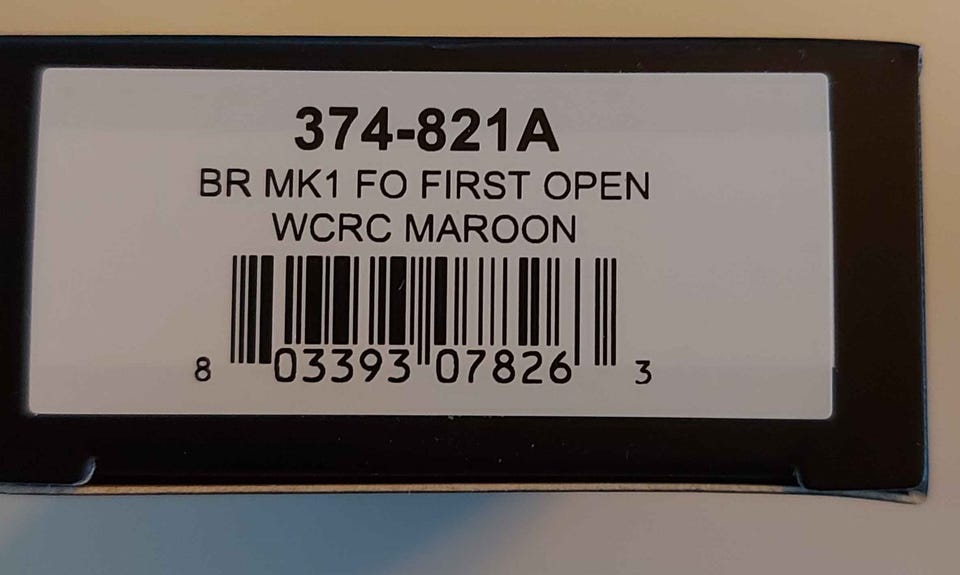 374-821A
BR MK1 FO FIRST OPEN
WCRC MAROON
8 03393 07826 3